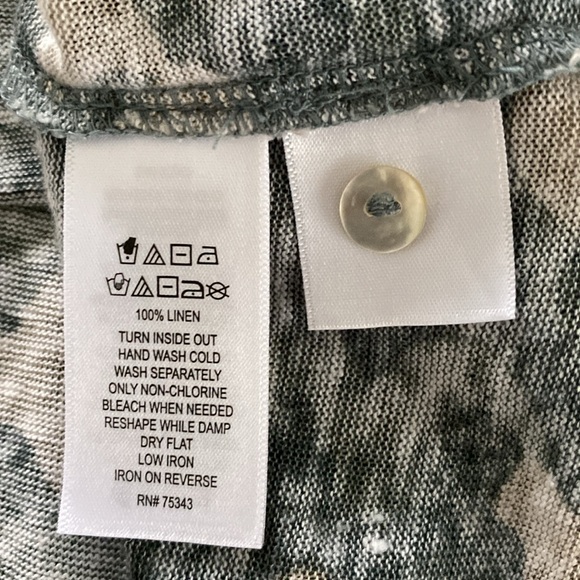 100% LINEN
TURN INSIDE OUT
HAND WASH COLD
WASH SEPARATELY
ONLY NON-CHLORINE
BLEACH WHEN NEEDED
RESHAPE WHILE DAMP
DRY FLAT
LOW IRON
IRON ON REVERSE
RN# 75343